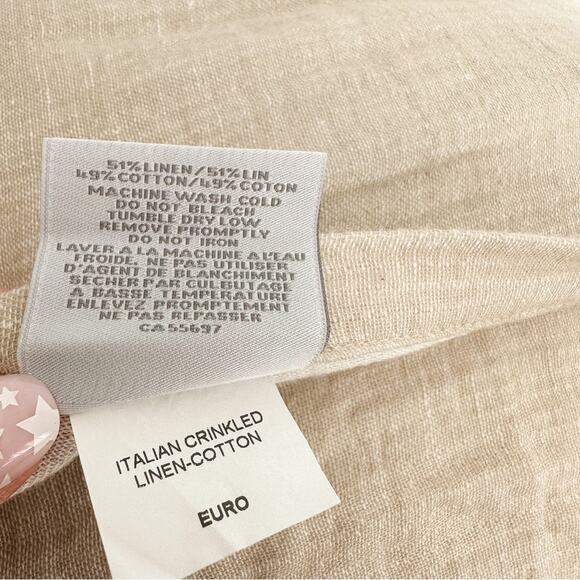 51% LINEN/51% LIN
49% COTTON/49% COTON
MACHINE WASH COLD
DO NOT BLEACH
TUMBLE DRY LOW
REMOVE PROMPTLY
DO NOT IRON
LAVER A LA MACHINE A L'EAU
FROIDE. NE PAS UTILISER
D'AGENT DE BLANCHIMENT
SECHER PAR CULBUTAGE
A BASSE TEMPERATURE
ENLEVEZ PROMPTEMENT
NE PAS REPASSER
CA 55697
ITALIAN CRINKLED
LINEN-COTTON
EURO